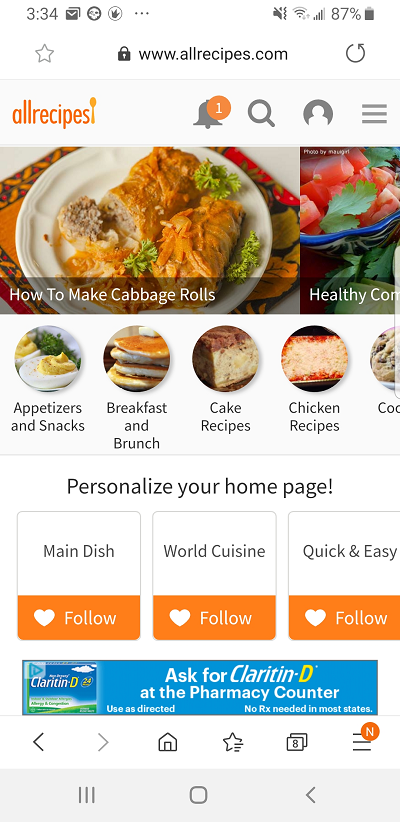 3:34
87%
www.allrecipes.com
allrecipes
1
Photo by mauigirl
How To Make Cabbage Rolls
Healthy Com
Appetizers
and Snacks
Breakfast
and
Brunch
Cake
Recipes
Chicken
Recipes
Coo
Personalize your home page!
Main Dish
World Cuisine
Quick & Easy
Follow
Follow
Follow
Claritin-D
24
Allergy & Congestion
Ask for Claritin-D
at the Pharmacy Counter
Use as directed
No Rx needed in most states.
8
N